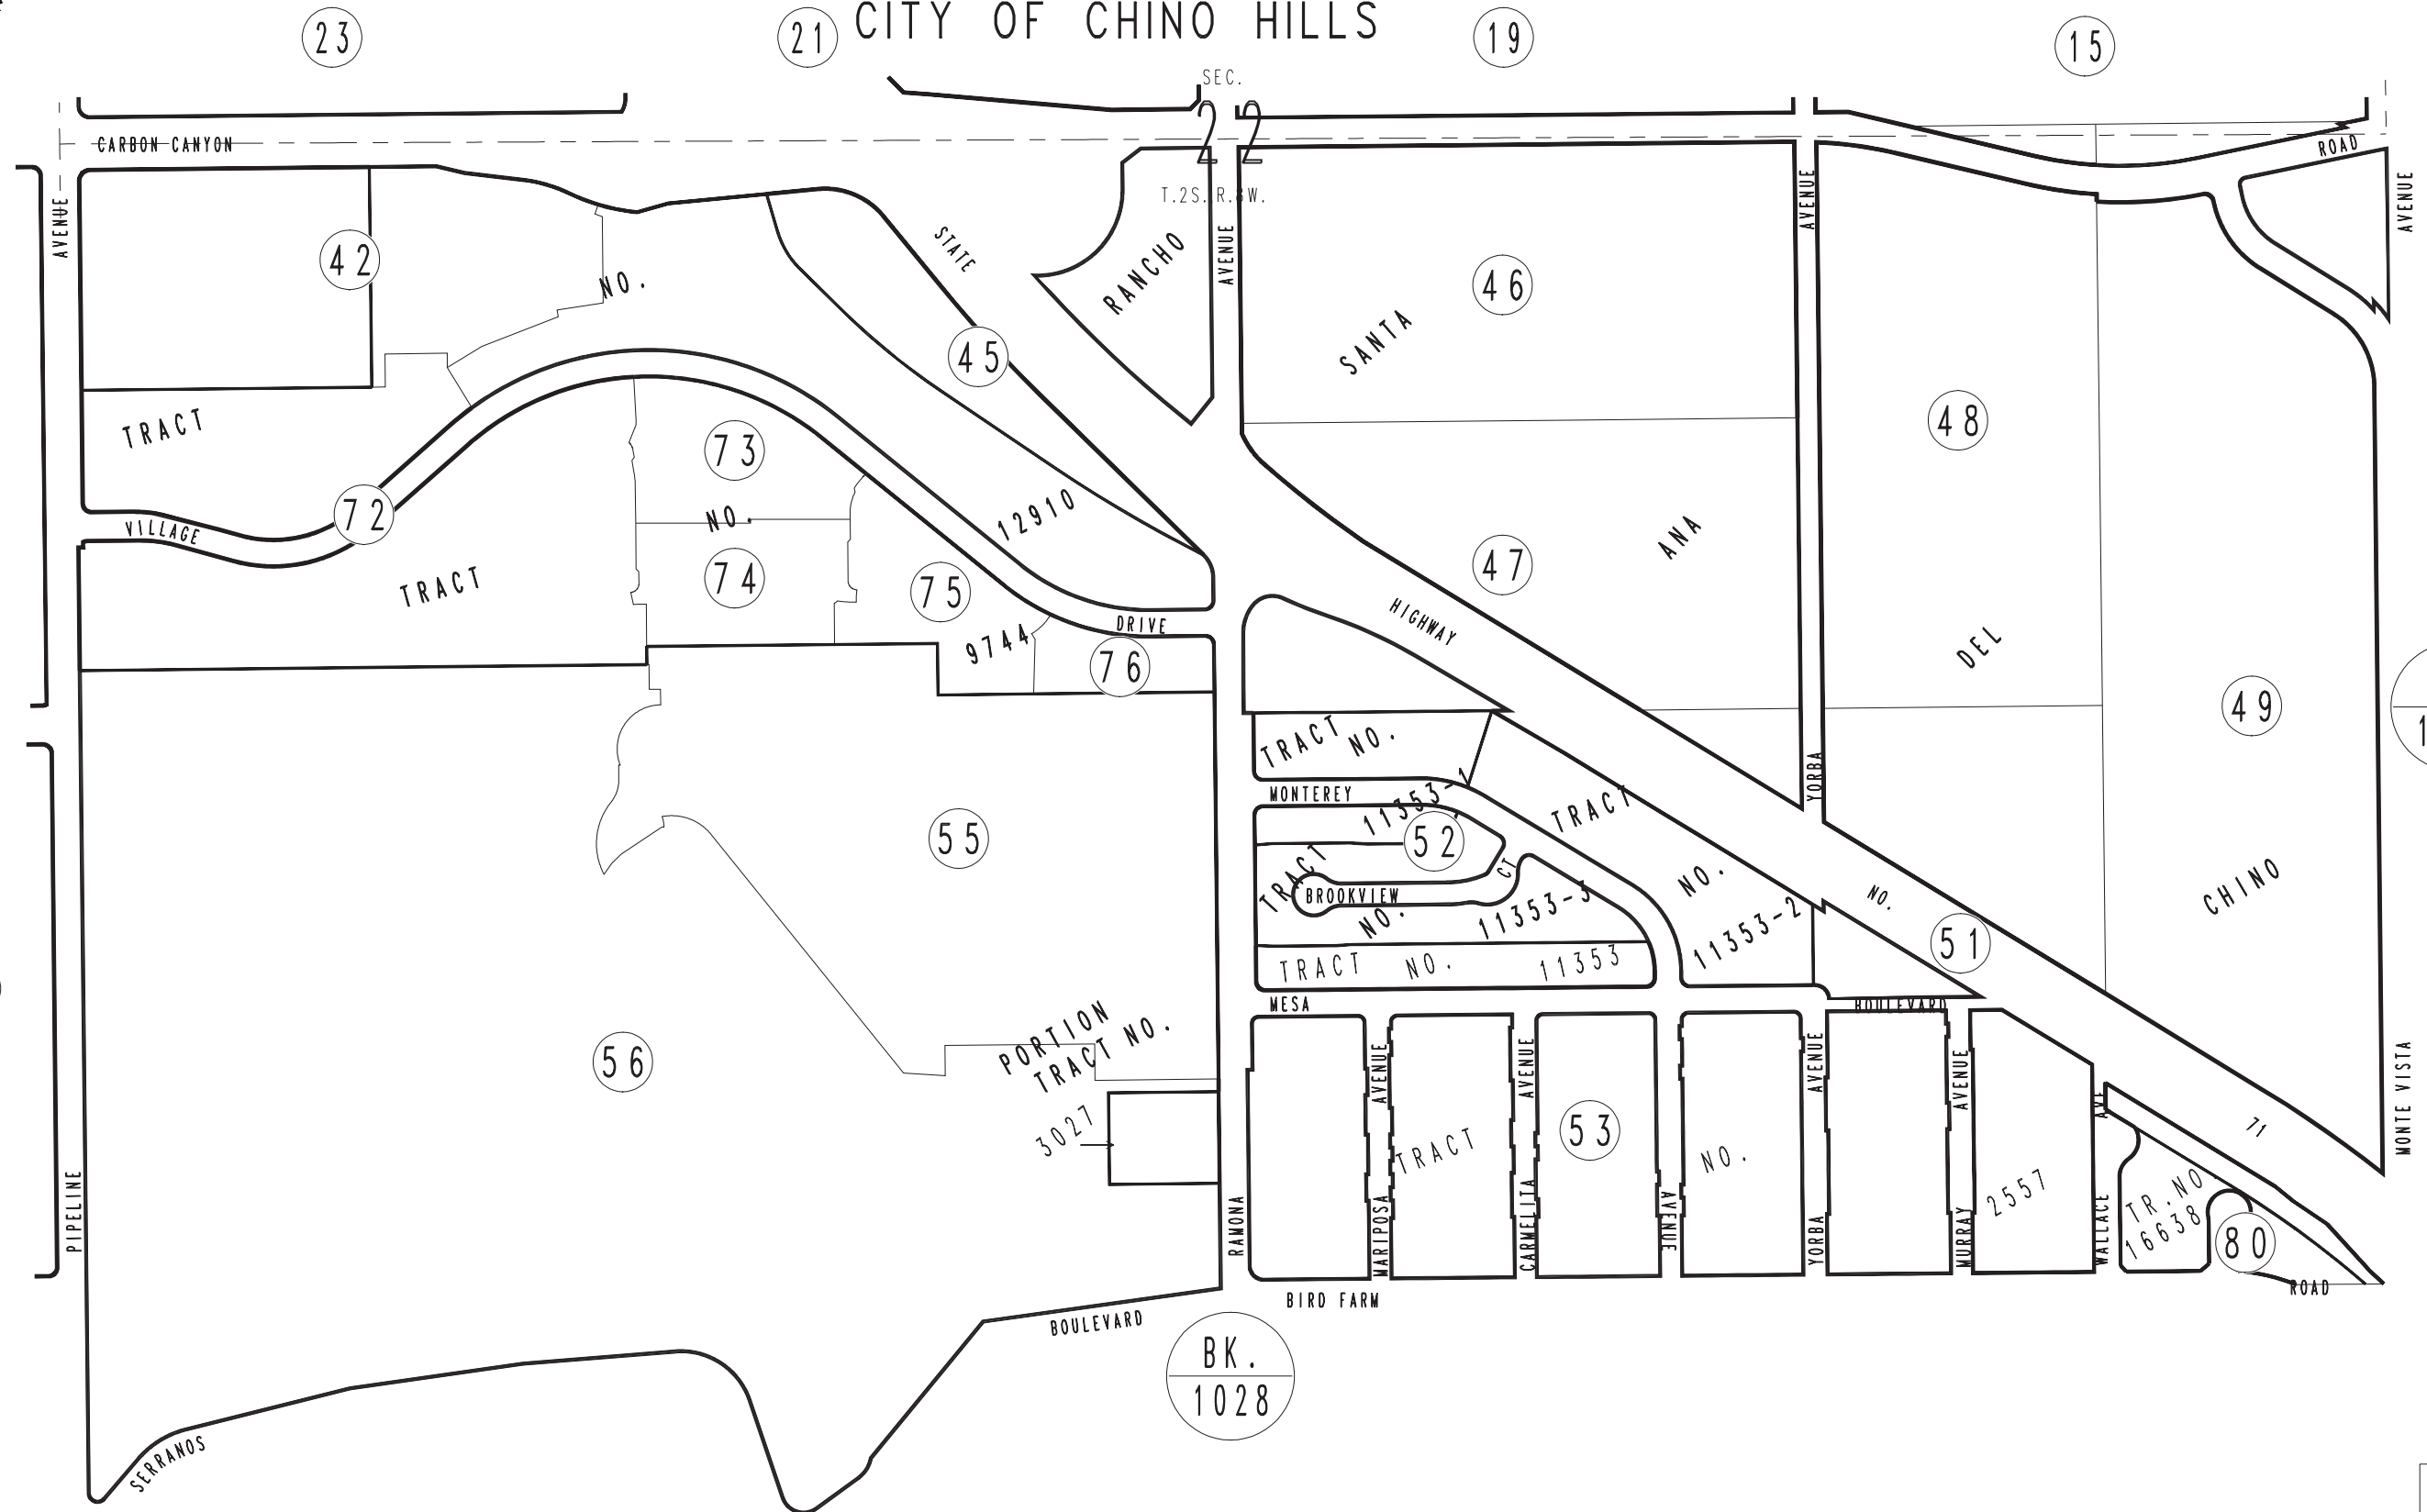 CITY OF CHINO HILLS
23
21
19
15
SEC.
22
T.2S. R.8W.
CARBON CANYON
ROAD
AVENUE
AVENUE
AVENUE
AVENUE
42
NO.
STATE
RANCHO
46
SANTA
45
TRACT
73
48
72
VILLAGE
NO.
12910
47
ANA
TRACT
74
75
DRIVE
HIGHWAY
9744
76
DEL
49
TRACT
NO.
MONTEREY
YORBA
11353-1
TRACT
55
52
TRACT
CT
BROOKVIEW
NO.
11353-3
NO.
11353-2
NO.
CHINO
51
TRACT NO. 11353
MESA
BOULEVARD
PORTION
TRACT NO.
56
3027
AVENUE
AVENUE
AVENUE
AVENUE
AVENUE
AVE
MONTE VISTA
71
53
TRACT
NO.
2557
TR. NO.
16638
80
PIPELINE
RAMONA
MARIPOSA
CARMELITA
YORBA
MURRAY
WALLACE
ROAD
BIRD FARM
BOULEVARD
BK.
1028
SERRANOS
1